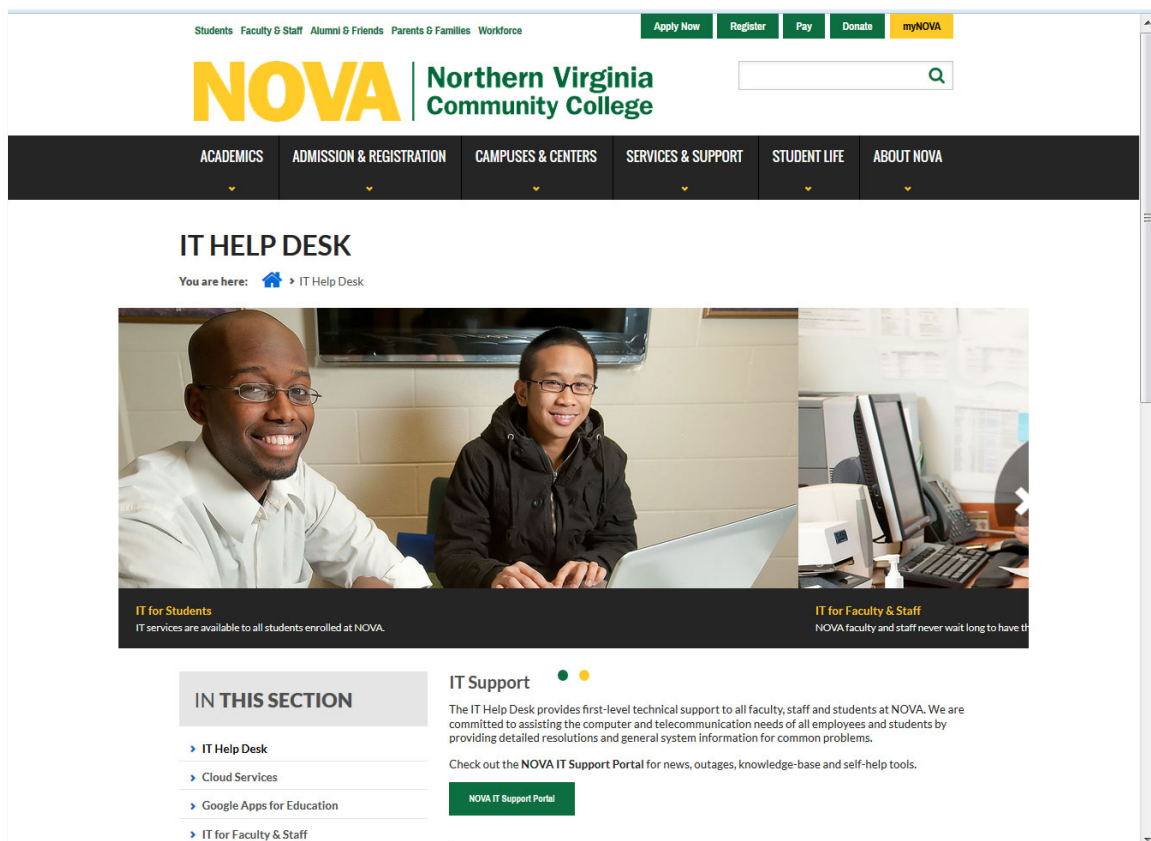 Students Faculty & Staff Alumni & Friends Parents & Families Workforce
Apply Now Register Pay Donate myNOVA
NOVA Northern Virginia
Community College
ACADEMICS ADMISSION & REGISTRATION CAMPUSES & CENTERS SERVICES & SUPPORT STUDENT LIFE ABOUT NOVA
IT HELP DESK
You are here: > IT Help Desk
IT for Students
IT services are available to all students enrolled at NOVA.
IT for Faculty & Staff
NOVA faculty and staff never wait long to have
IN THIS SECTION
IT Help Desk
Cloud Services
Google Apps for Education
IT for Faculty & Staff
IT Support
The IT Help Desk provides first-level technical support to all faculty, staff and students at NOVA. We are
committed to assisting the computer and telecommunication needs of all employees and students by
providing detailed resolutions and general system information for common problems.
Check out the NOVA IT Support Portal for news, outages, knowledge-base and self-help tools.
NOVA IT Support Portal